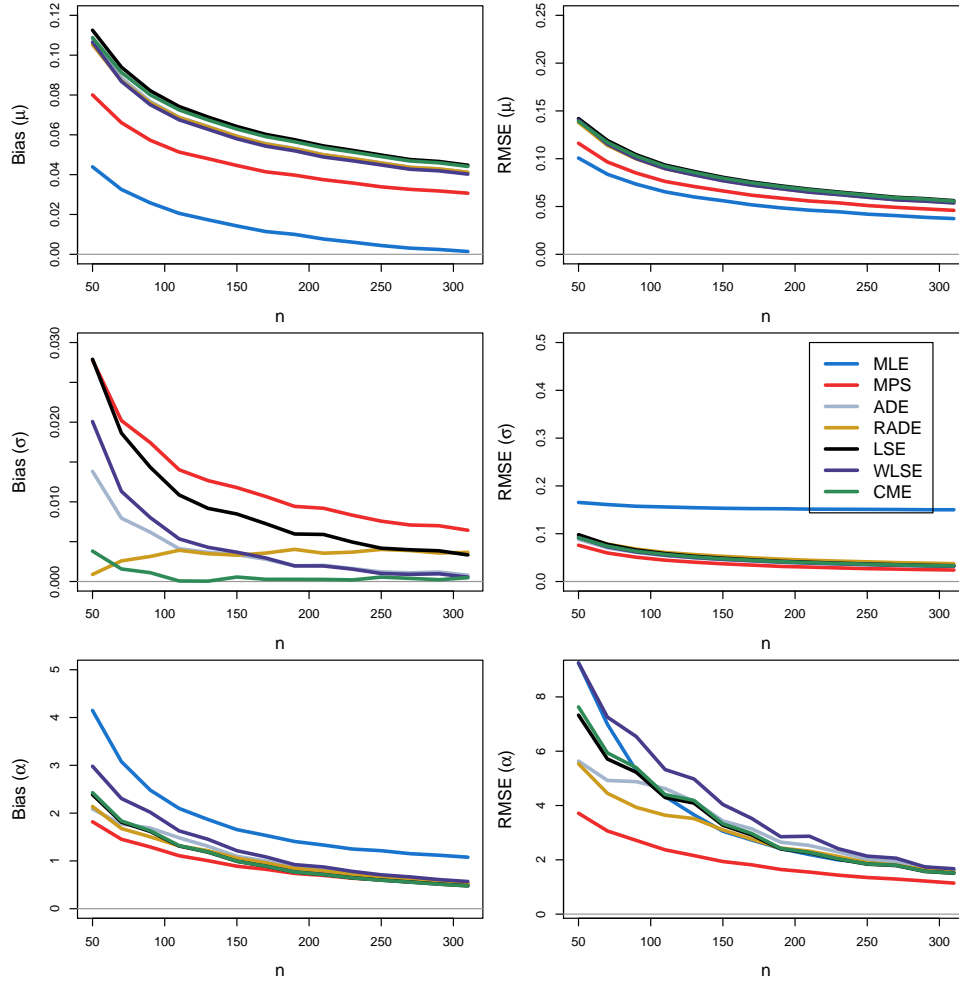 Bias (μ)
0.00 0.02 0.04 0.06 0.08 0.10 0.12
50 100 150 200 250 300
n
RMSE (μ)
0.00 0.05 0.10 0.15 0.20 0.25
50 100 150 200 250 300
n
Bias (σ)
0.000 0.010 0.020 0.030
50 100 150 200 250 300
n
RMSE (σ)
0.0 0.1 0.2 0.3 0.4 0.5
50 100 150 200 250 300
n
MLE
MPS
ADE
RADE
LSE
WLSE
CME
Bias (α)
0 1 2 3 4 5
50 100 150 200 250 300
n
RMSE (α)
0 2 4 6 8
50 100 150 200 250 300
n